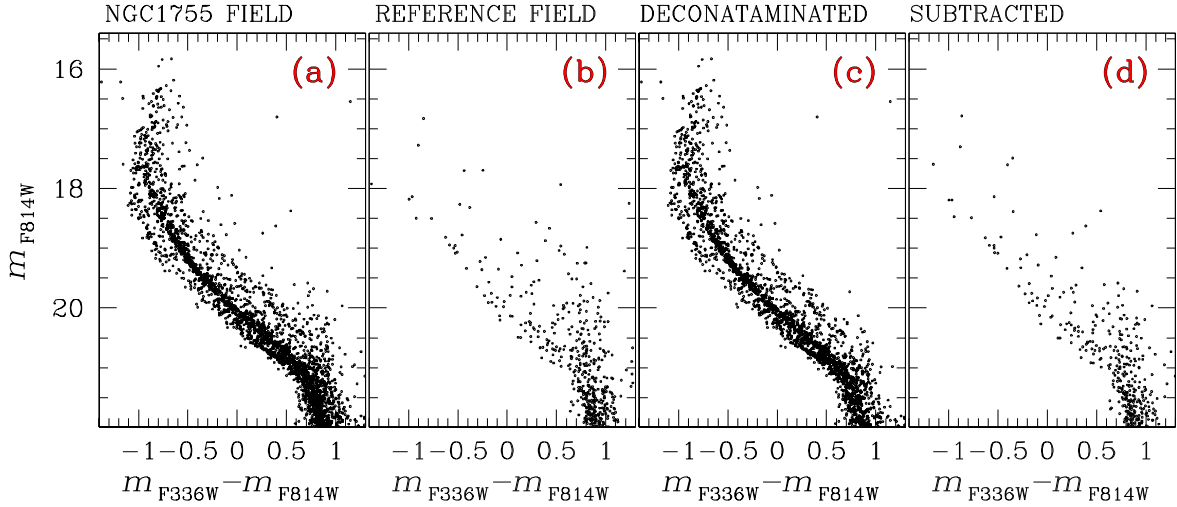 NGC1755 FIELD
REFERENCE FIELD
DECONATAMINATED
SUBTRACTED
(a)
(b)
(c)
(d)
16
18
20
m F814W
-1 -0.5 0 0.5 1
-1 -0.5 0 0.5 1
-1 -0.5 0 0.5 1
-1 -0.5 0 0.5 1
m F336W-m F814W
m F336W-m F814W
m F336W-m F814W
m F336W-m F814W